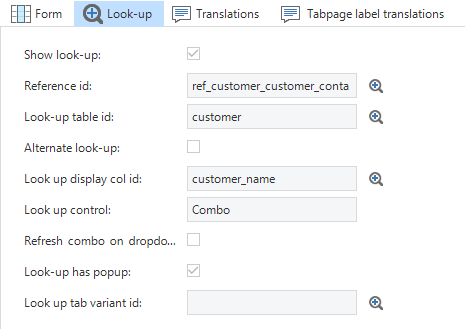 Form Look-up Translations Tabpage label translations
Show look-up:
Reference id: ref_customer_customer_conta
Look-up table id: customer
Alternate look-up:
Look up display col id: customer_name
Look up control: Combo
Refresh combo on dropdo...
Look-up has popup:
Look up tab variant id: